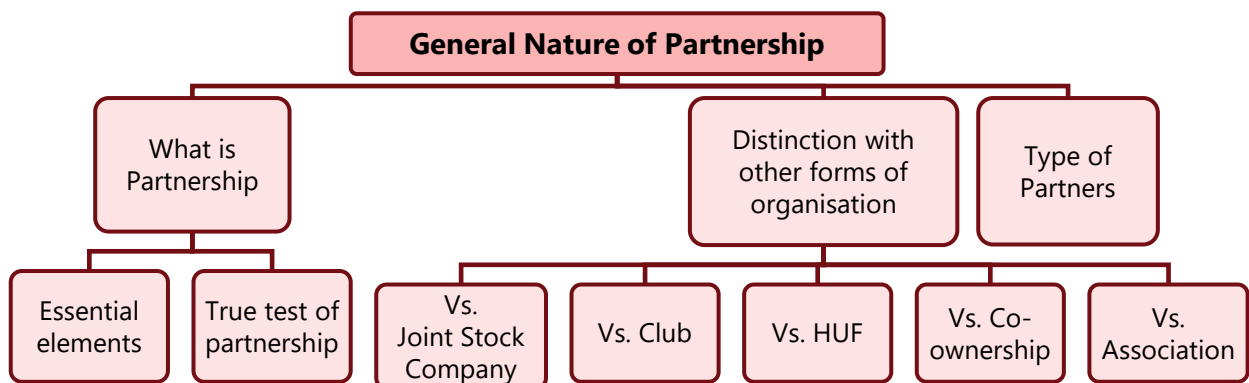 General Nature of Partnership
What is
Partnership
Distinction with
other forms of
organisation
Type of
Partners
Essential
elements
True test of
partnership
Vs.
Joint Stock
Company
Vs. Club
Vs. HUF
Vs. Co-
ownership
Vs.
Association